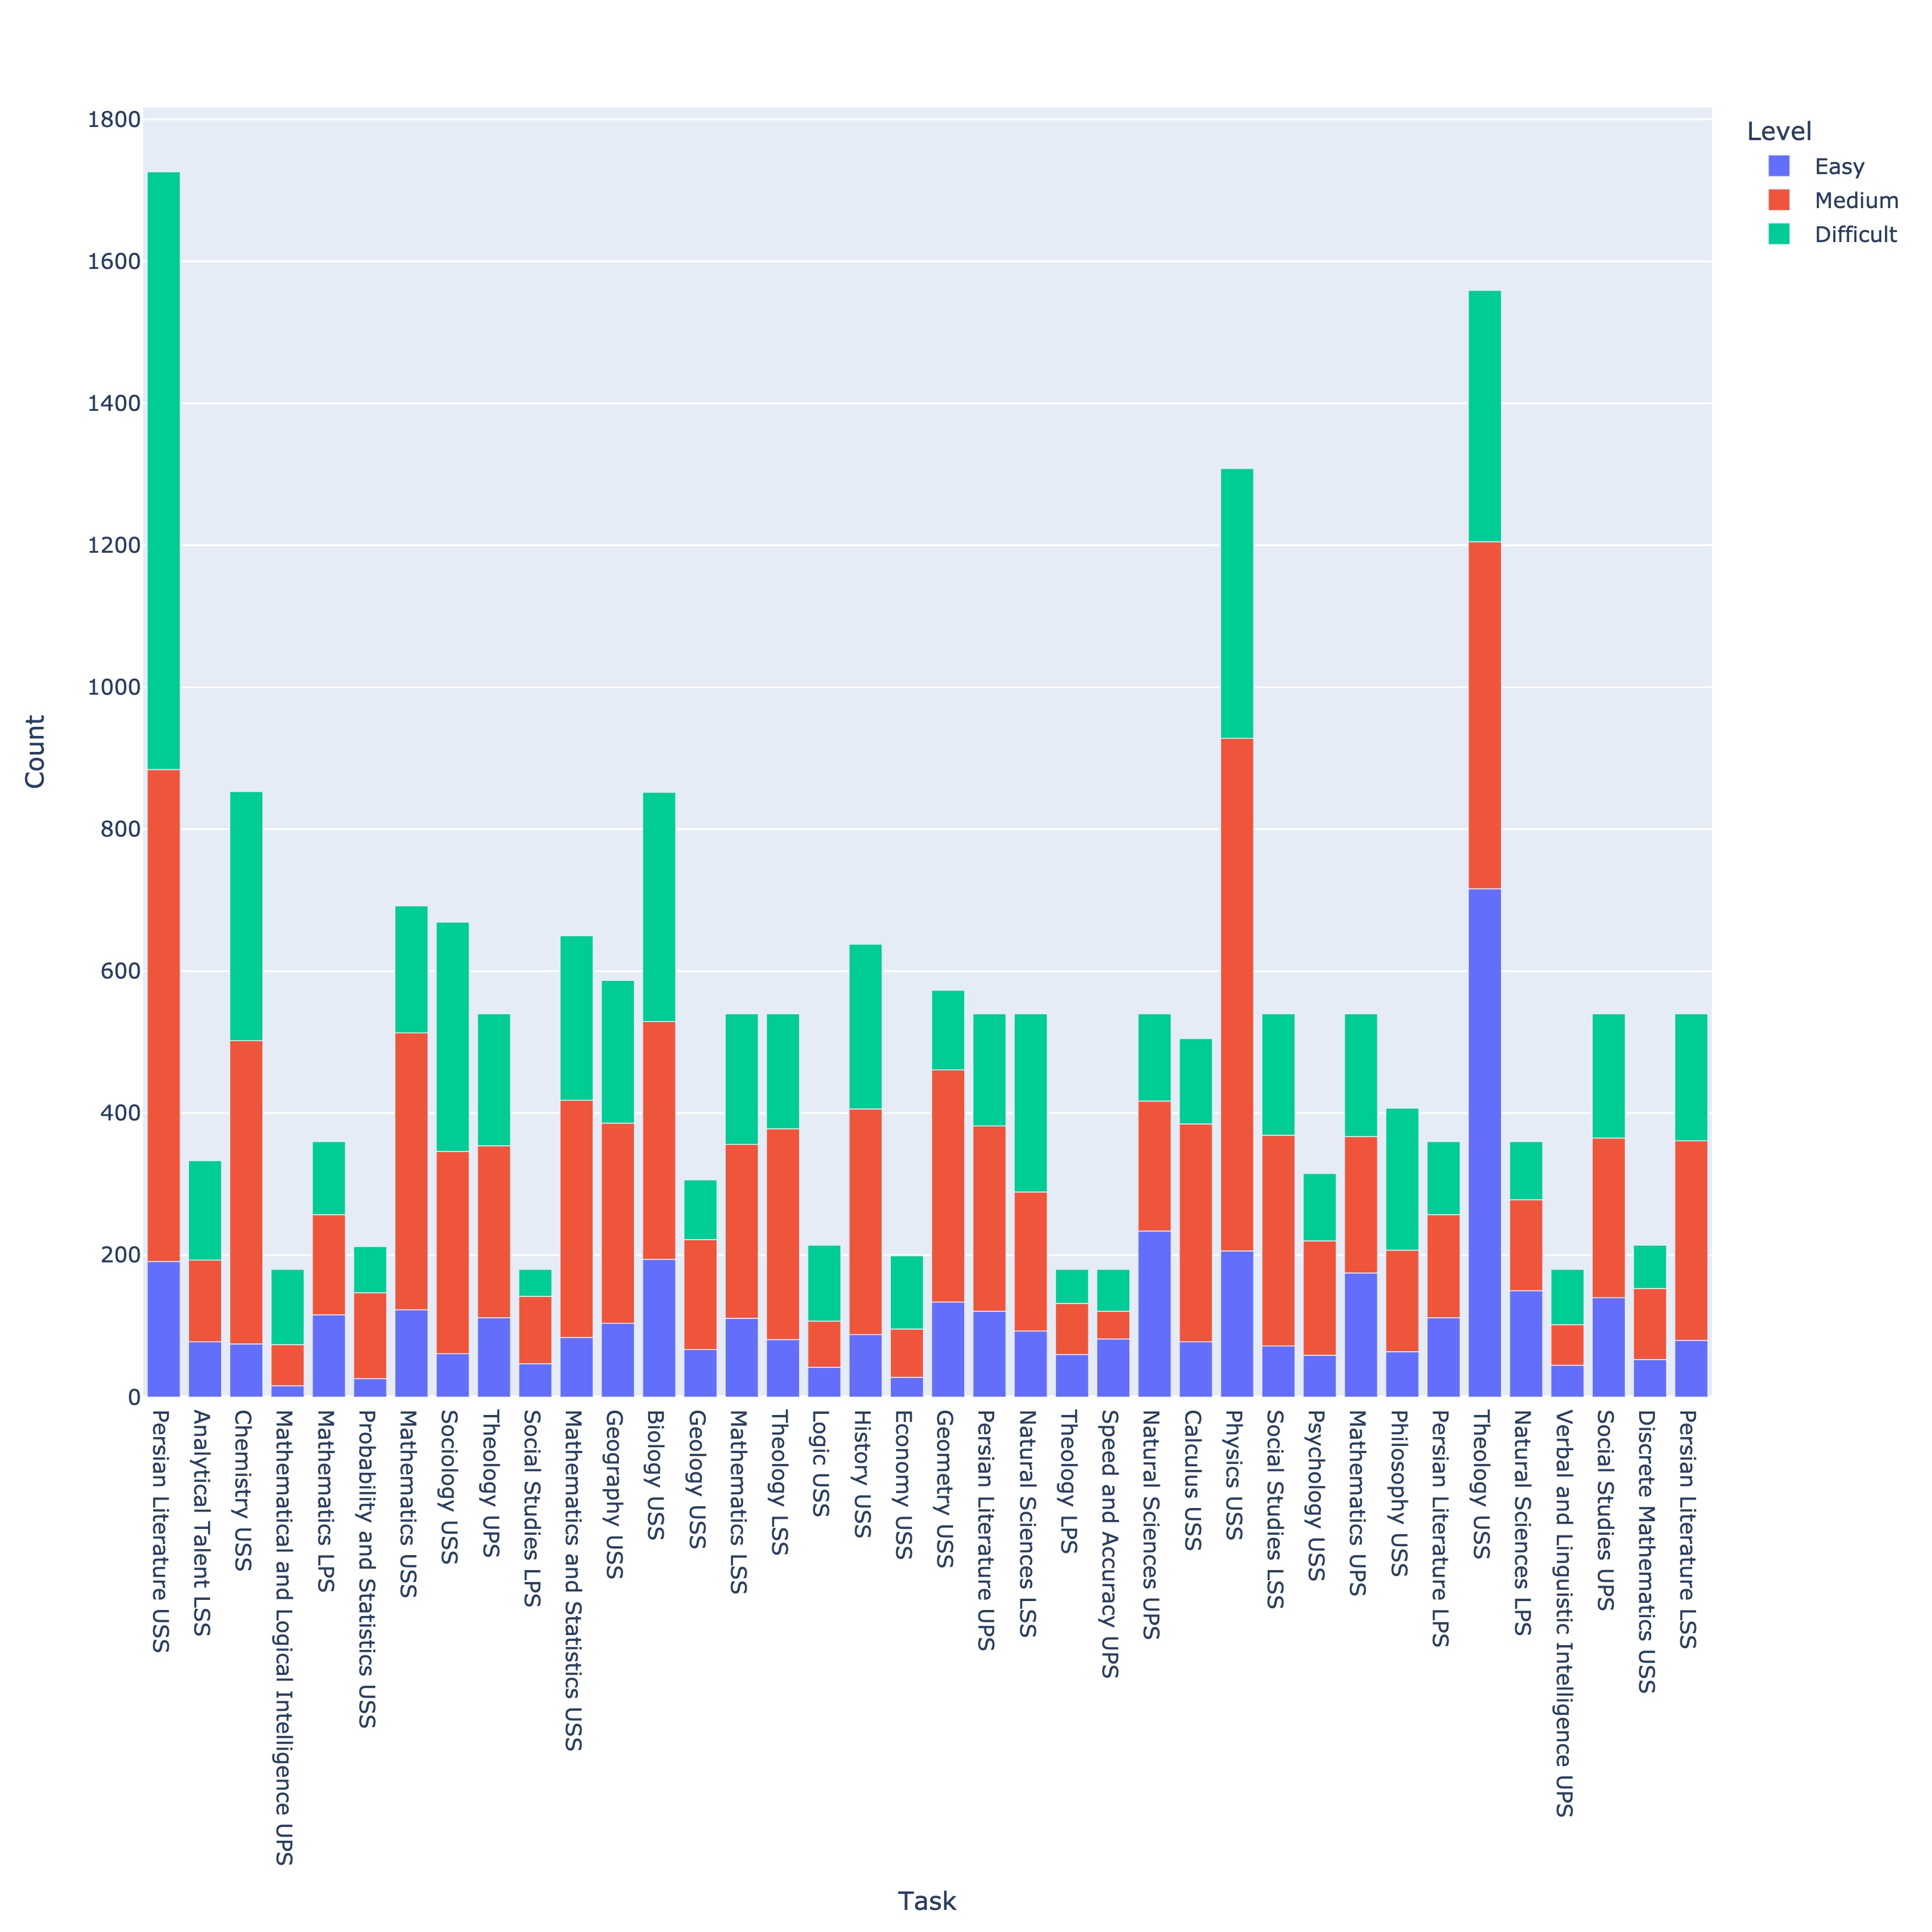 Level
Easy
Medium
Difficult
Count
1800
1600
1400
1200
1000
800
600
400
200
0
Persian Literature USS
Analytical Talent LSS
Chemistry USS
Mathematical and Logical Intelligence UPS
Mathematics LPS
Probability and Statistics USS
Mathematics USS
Sociology USS
Theology UPS
Social Studies LPS
Mathematics and Statistics USS
Geography USS
Biology USS
Geology USS
Mathematics LSS
Theology LSS
Logic USS
History USS
Economy USS
Geometry USS
Persian Literature UPS
Natural Sciences LSS
Theology LPS
Speed and Accuracy UPS
Natural Sciences UPS
Calculus USS
Physics USS
Social Studies LSS
Psychology USS
Mathematics UPS
Philosophy USS
Persian Literature LPS
Theology USS
Natural Sciences LPS
Verbal and Linguistic Intelligence UPS
Social Studies UPS
Discrete Mathematics USS
Persian Literature LSS
Task